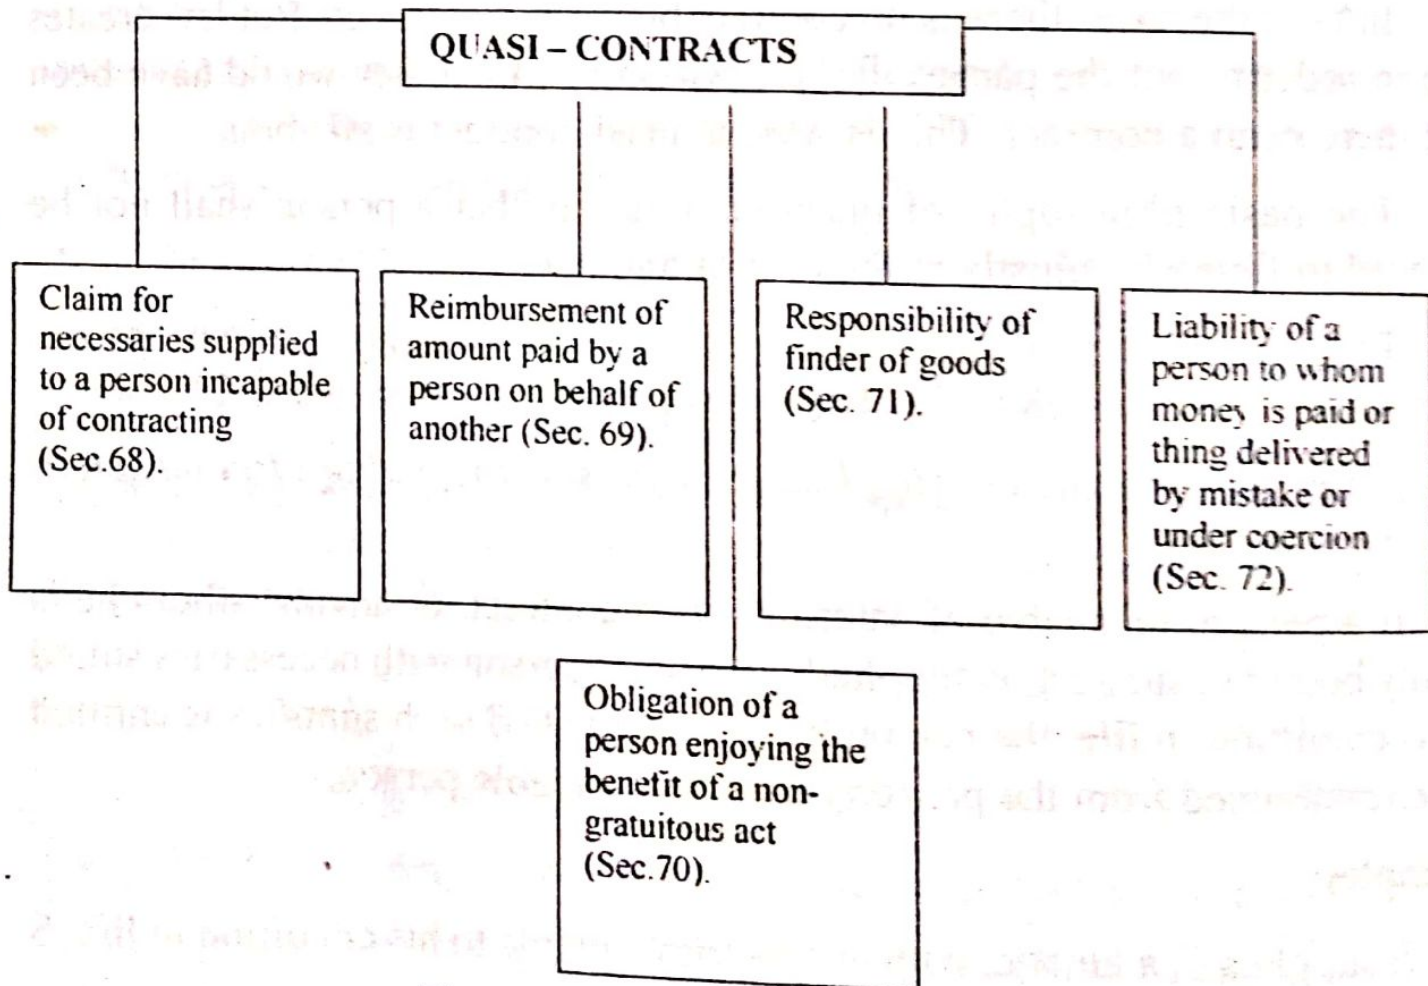 QUASI – CONTRACTS
Claim for
necessaries supplied
to a person incapable
of contracting
(Sec.68).
Reimbursement of
amount paid by a
person on behalf of
another (Sec. 69).
Responsibility of
finder of goods
(Sec. 71).
Liability of a
person to whom
money is paid or
thing delivered
by mistake or
under coercion
(Sec. 72).
Obligation of a
person enjoying the
benefit of a non-
gratuitous act
(Sec.70).